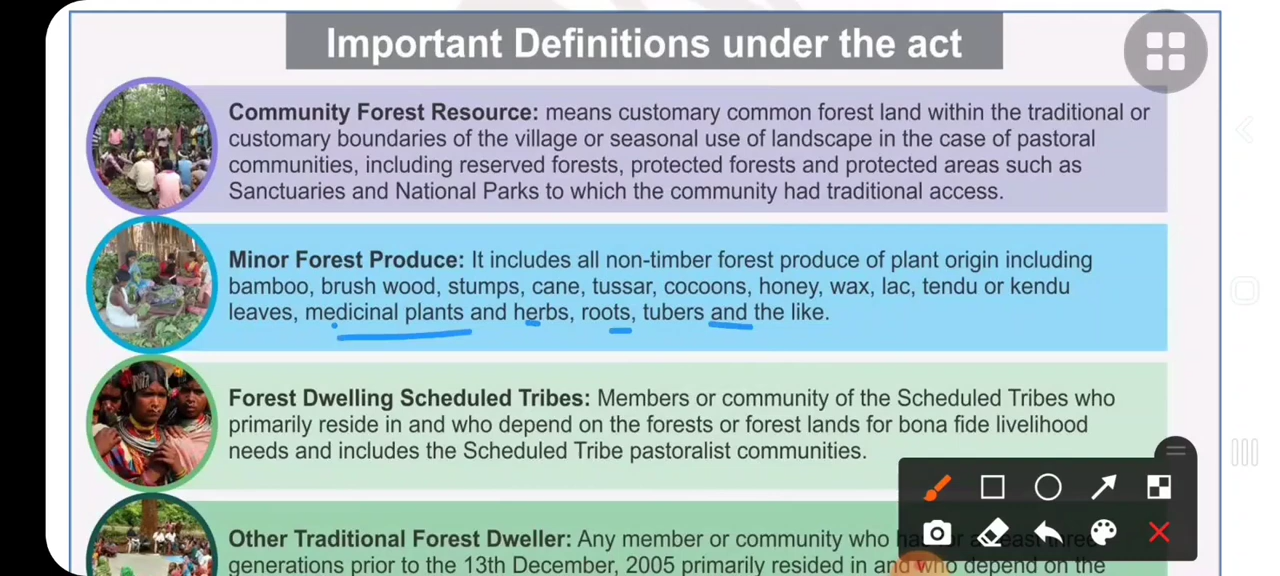 Important Definitions under the act
Community Forest Resource: means customary common forest land within the traditional or
customary boundaries of the village or seasonal use of landscape in the case of pastoral
communities, including reserved forests, protected forests and protected areas such as
Sanctuaries and National Parks to which the community had traditional access.
Minor Forest Produce: It includes all non-timber forest produce of plant origin including
bamboo, brush wood, stumps, cane, tussar, cocoons, honey, wax, lac, tendu or kendu
leaves, medicinal plants and herbs, roots, tubers and the like.
Forest Dwelling Scheduled Tribes: Members or community of the Scheduled Tribes who
primarily reside in and who depend on the forests or forest lands for bona fide livelihood
needs and includes the Scheduled Tribe pastoralist communities.
Other Traditional Forest Dweller: Any member or community who three
generations prior to the 13th December, 2005 primarily resided in and who depend on the